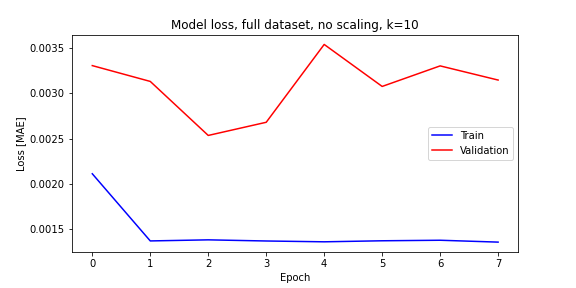 Model loss, full dataset, no scaling, k=10
Loss [MAE]
0.0035
0.0030
0.0025
0.0020
0.0015
Train
Validation
0 1 2 3 4 5 6 7
Epoch